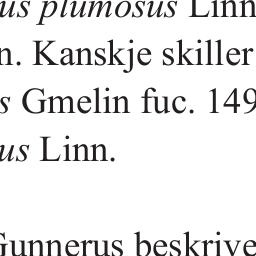 us plumosus Linn
n. Kanskje skiller
s Gmelin fuc. 149
us Linn.
Gunnerus beskrive